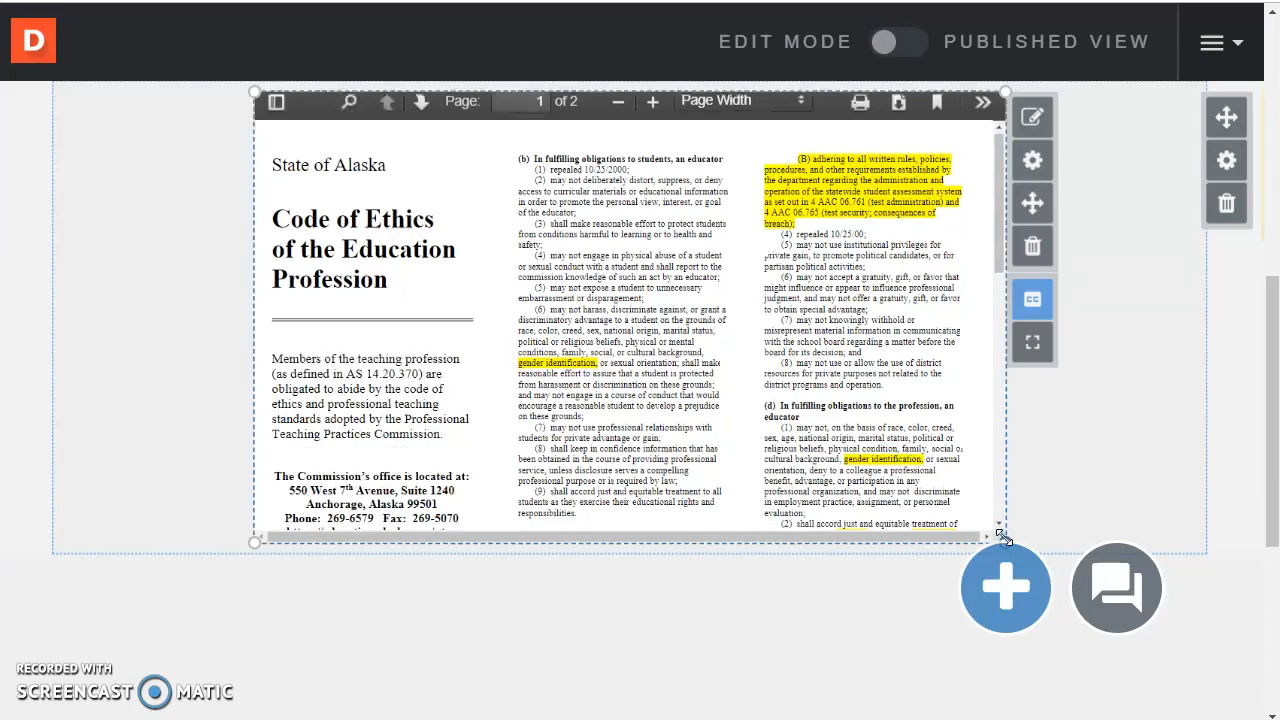 D
EDIT MODE
PUBLISHED VIEW
Page:
1
of 2
Page Width
State of Alaska
Code of Ethics
of the Education
Profession
Members of the teaching profession
(as defined in AS 14.20.370) are
obligated to abide by the code of
ethics and professional teaching
standards adopted by the Professional
Teaching Practices Commission.
The Commission's office is located at:
550 West 7th Avenue, Suite 1240
Anchorage, Alaska 99501
Phone: 269-6579 Fax: 269-5070
(b) In fulfilling obligations to students, an educator
(1) repealed 10/25/2000;
(2) may not deliberately distort, suppress, or deny
access to curricular materials or educational information
in order to promote the personal view, interest, or goal
of the educator;
(3) shall make reasonable effort to protect students
from conditions harmful to learning or to health and
safety;
(4) may not engage in physical abuse of a student
or sexual conduct with a student and shall report to the
commission knowledge of such an act by an educator;
(5) may not expose a student to unnecessary
embarrassment or disparagement;
(6) may not harass, discriminate against, or grant a
discriminatory advantage to a student on the grounds of
race, color, creed, sex, national origin, marital status,
political or religious beliefs, physical or mental
conditions, family, social, or cultural background,
gender identification, or sexual orientation; shall make
reasonable effort to assure that a student is protected
from harassment or discrimination on these grounds;
and may not engage in a course of conduct that would
encourage a reasonable student to develop a prejudice
on these grounds;
(7) may not use professional relationships with
students for private advantage or gain;
(8) shall keep in confidence information that has
been obtained in the course of providing professional
service, unless disclosure serves a compelling
professional purpose or is required by law;
(9) shall accord just and equitable treatment to all
students as they exercise their educational rights and
responsibilities.
(B) adhering to all written rules, policies,
procedures, and other requirements established by
the department regarding the administration and
operation of the statewide student assessment system
as set out in 4 AAC 06.761 (test administration) and
4 AAC 06.765 (test security; consequences of
breach);
(4) repealed 10/25/00;
(5) may not use institutional privileges for
private gain, to promote political candidates, or for
partisan political activities;
(6) may not accept a gratuity, gift, or favor that
might influence or appear to influence professional
judgment, and may not offer a gratuity, gift, or favor
to obtain special advantage;
(7) may not knowingly withhold or
misrepresent material information in communicating
with the school board regarding a matter before the
board for its decision; and
(8) may not use or allow the use of district
resources for private purposes not related to the
district programs and operation.
(d) In fulfilling obligations to the profession, an
educator
(1) may not, on the basis of race, color, creed,
sex, age, national origin, marital status, political or
religious beliefs, physical condition, family, social or
cultural background, gender identification, or sexual
orientation, deny to a colleague a professional
benefit, advantage, or participation in any
professional organization, and may not discriminate
in employment practice, assignment, or personnel
evaluation;
(2) shall accord just and equitable treatment of
CC
RECORDED WITH
SCREENCAST MATIC